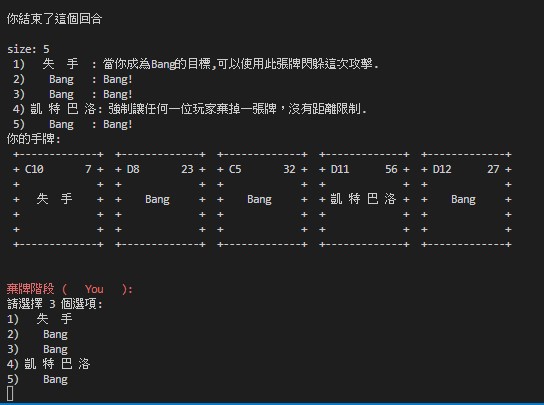 你結束了這個回合
size: 5
1) 失 手 : 當你成為Bang的目標,可以使用此張牌閃躲這次攻擊.
2) Bang : Bang!
3) Bang : Bang!
4) 凱 特 巴 洛: 強制讓任何一位玩家棄掉一張牌，沒有距離限制.
5) Bang : Bang!
你的手牌:
+-------------+ +-------------+ +-------------+ +-------------+ +-------------+
+ C10 7 + + D8 23 + + C5 32 + + D11 56 + + D12 27 +
+ + + + + + + + + +
+ 失 手 + + Bang + + Bang + + 凱 特 巴 洛 + + Bang +
+ + + + + + + + + +
+ + + + + + + + + +
+-------------+ +-------------+ +-------------+ +-------------+ +-------------+
棄牌階段 ( You ):
請選擇 3 個選項:
1) 失 手
2) Bang
3) Bang
4) 凱 特 巴 洛
5) Bang